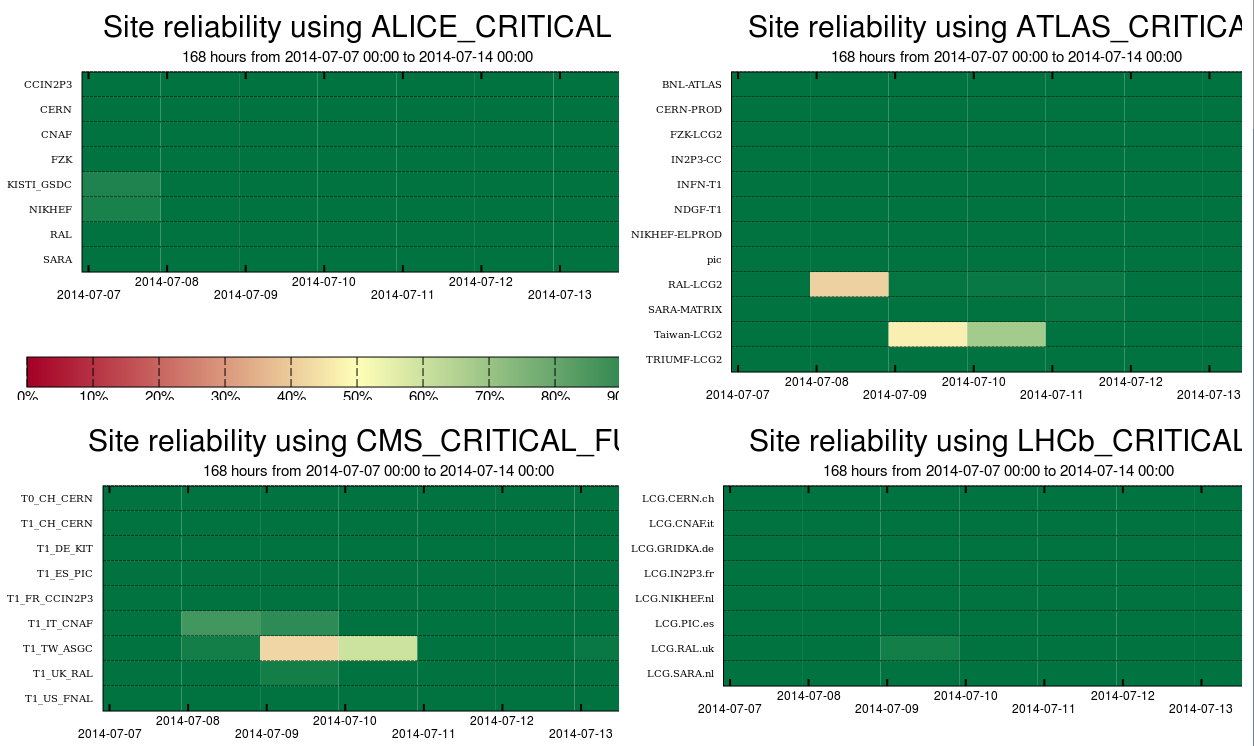 Site reliability using ALICE_CRITICAL
168 hours from 2014-07-07 00:00 to 2014-07-14 00:00
CCIN2P3
CERN
CNAF
FZK
KISTI_GSDC
NIKHEF
RAL
SARA
2014-07-08 2014-07-10 2014-07-12
2014-07-07 2014-07-09 2014-07-11 2014-07-13
0% 10% 20% 30% 40% 50% 60% 70% 80% 90
Site reliability using ATLAS_CRITICA
168 hours from 2014-07-07 00:00 to 2014-07-14 00:00
BNL-ATLAS
CERN-PROD
FZK-LCG2
IN2P3-CC
INFN-T1
NDGF-T1
NIKHEF-ELPROD
pic
RAL-LCG2
SARA-MATRIX
Taiwan-LCG2
TRIUMF-LCG2
2014-07-08 2014-07-10 2014-07-12
2014-07-07 2014-07-09 2014-07-11 2014-07-13
Site reliability using CMS_CRITICAL_FU
168 hours from 2014-07-07 00:00 to 2014-07-14 00:00
T0_CH_CERN
T1_CH_CERN
T1_DE_KIT
T1_ES_PIC
T1_FR_CCIN2P3
T1_IT_CNAF
T1_TW_ASGC
T1_UK_RAL
T1_US_FNAL
2014-07-08 2014-07-10 2014-07-12
2014-07-07 2014-07-09 2014-07-11 2014-07-13
Site reliability using LHCb_CRITICAL
168 hours from 2014-07-07 00:00 to 2014-07-14 00:00
LCG.CERN.ch
LCG.CNAF.it
LCG.GRIDKA.de
LCG.IN2P3.fr
LCG.NIKHEF.nl
LCG.PIC.es
LCG.RAL.uk
LCG.SARA.nl
2014-07-08 2014-07-10 2014-07-12
2014-07-07 2014-07-09 2014-07-11 2014-07-13